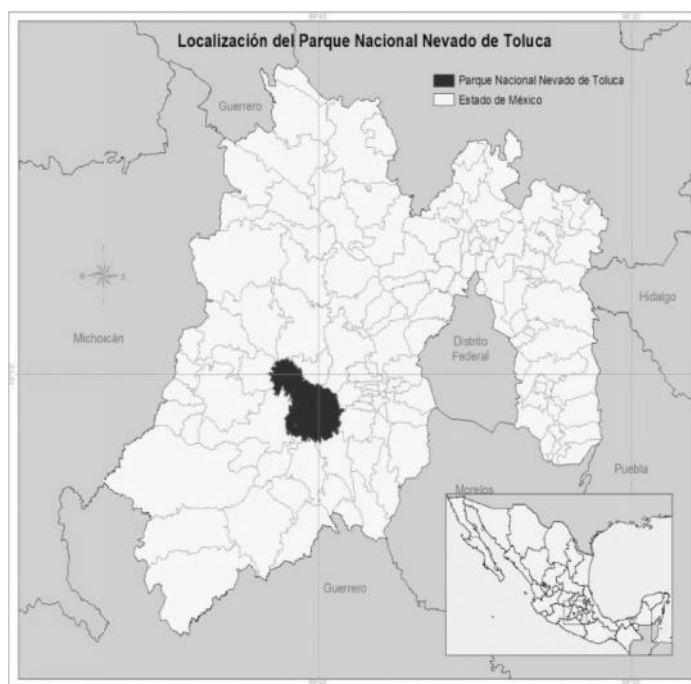 Localización del Parque Nacional Nevado de Toluca
Parque Nacional Nevado de Toluca
Estado de México
Guerrero
Hidalgo
Michoicán
Distrito
Federal
Puebla
Morelos
Guerrero